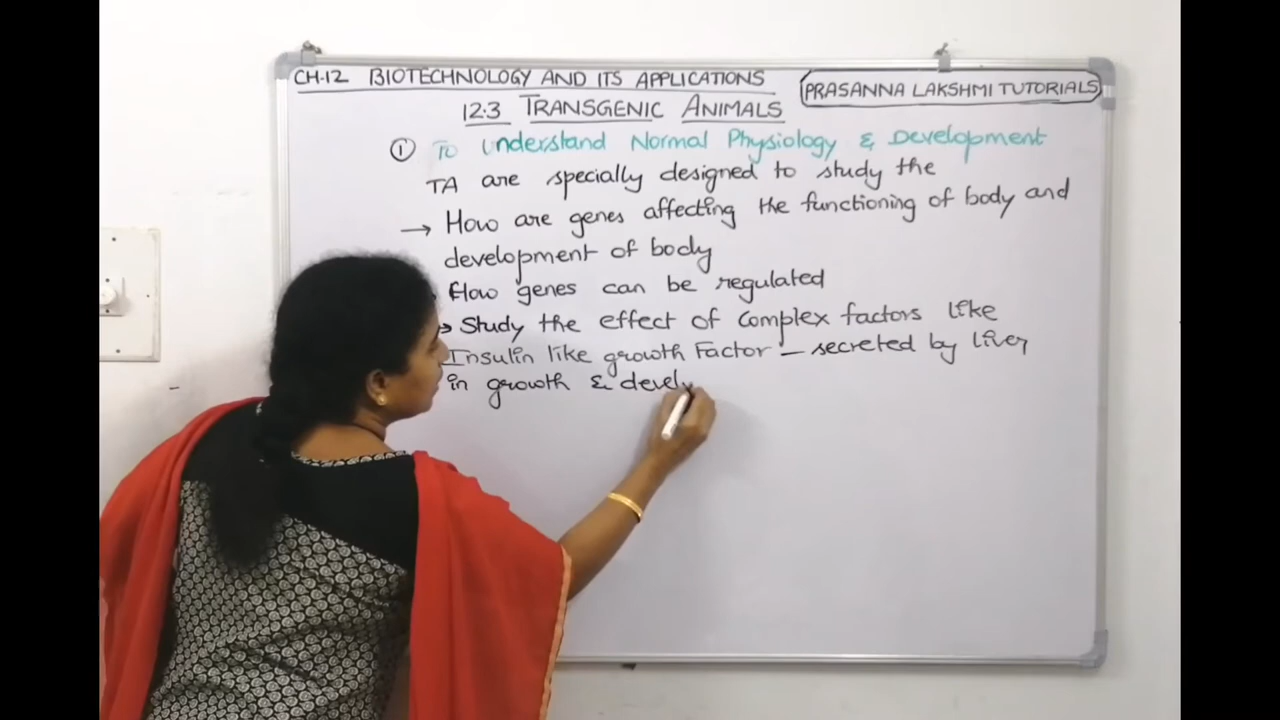 CH.12 BIOTECHNOLOGY AND ITS APPLICATIONS
PRASANNA LAKSHMI TUTORIALS
12.3 TRANSGENIC ANIMALS
① To Understand Normal Physiology & Development
TA are specially designed to study the
→ How are genes affecting the functioning of body and
development of body
How genes can be regulated
→ Study the effect of complex factors like
Insulin like growth Factor – secreted by liver
in growth & develo